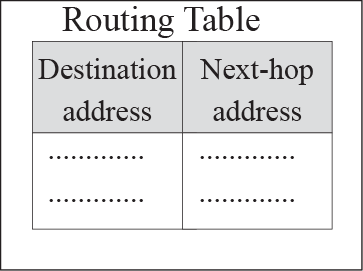 Routing Table
Destination address
Next-hop address
............. .............
............. .............